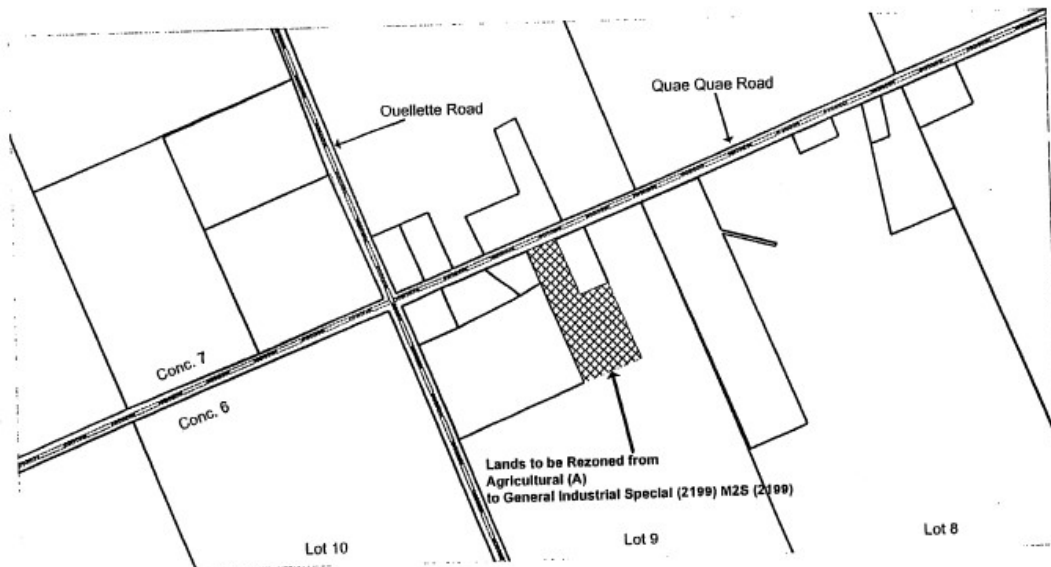 Ouellette Road
Quae Quae Road
Conc. 7
Conc. 6
Lands to be Rezoned from
Agricultural (A)
to General Industrial Special (2199) M2S (2199)
Lot 10
Lot 9
Lot 8